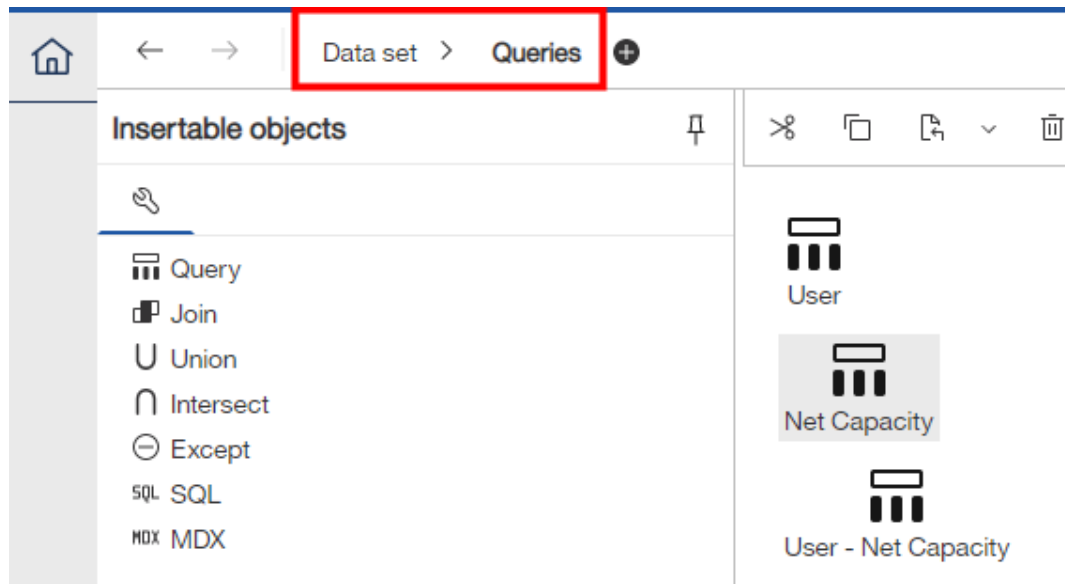 Data set > Queries
Insertable objects
Query
Join
Union
Intersect
Except
SQL SQL
MDX MDX
User
Net Capacity
User - Net Capacity